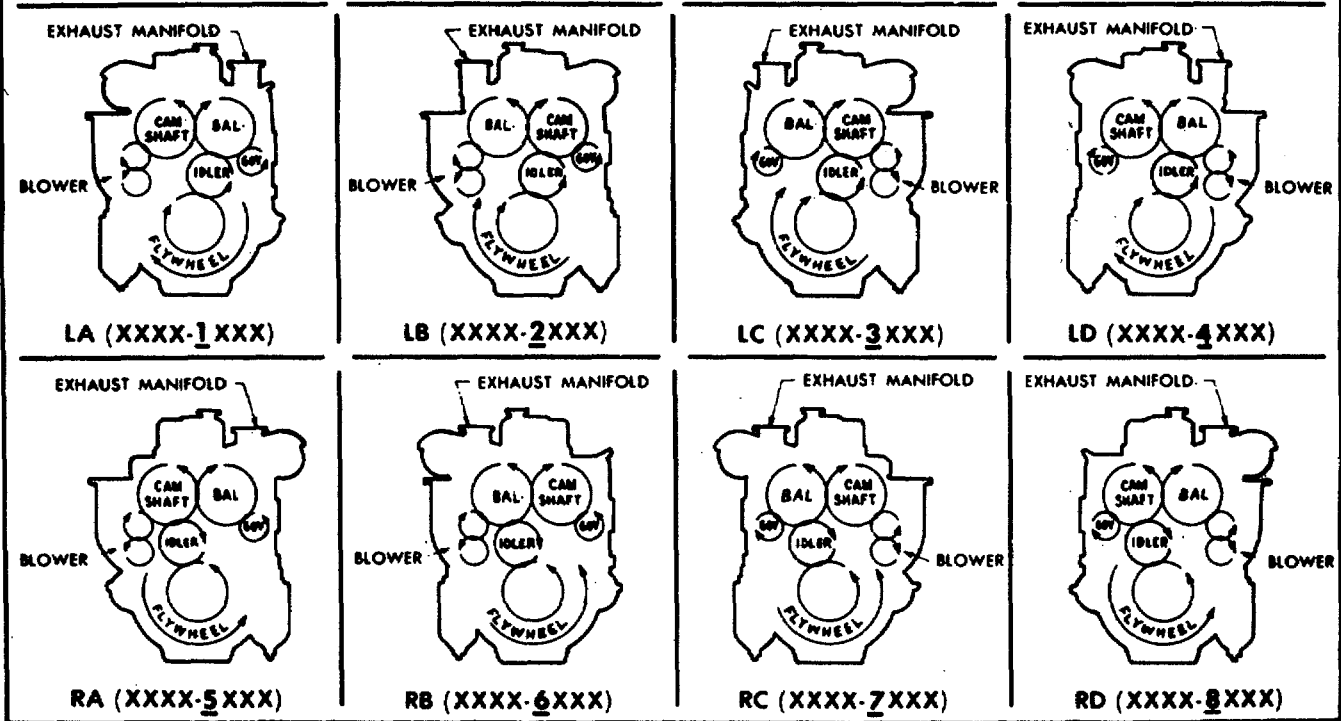 EXHAUST MANIFOLD
CAM SHAFT
BAL.
IDLER
GOV
BLOWER
FLYWHEEL
LA (XXXX-1XXX)
EXHAUST MANIFOLD
BAL.
CAM SHAFT
IDLER
GOV
BLOWER
FLYWHEEL
LB (XXXX-2XXX)
EXHAUST MANIFOLD
BAL
CAM SHAFT
GOV
IDLER
BLOWER
FLYWHEEL
LC (XXXX-3XXX)
EXHAUST MANIFOLD
CAM SHAFT
BAL
GOV
IDLER
BLOWER
FLYWHEEL
LD (XXXX-4XXX)
EXHAUST MANIFOLD
CAM SHAFT
BAL
GOV
IDLER
BLOWER
FLYWHEEL
RA (XXXX-5XXX)
EXHAUST MANIFOLD
BAL.
CAM SHAFT
GOV
IDLER
BLOWER
FLYWHEEL
RB (XXXX-6XXX)
EXHAUST MANIFOLD
BAL
CAM SHAFT
GOV
IDLER
BLOWER
FLYWHEEL
RC (XXXX-7XXX)
EXHAUST MANIFOLD
CAM SHAFT
BAL
GOV
IDLER
BLOWER
FLYWHEEL
RD (XXXX-8XXX)